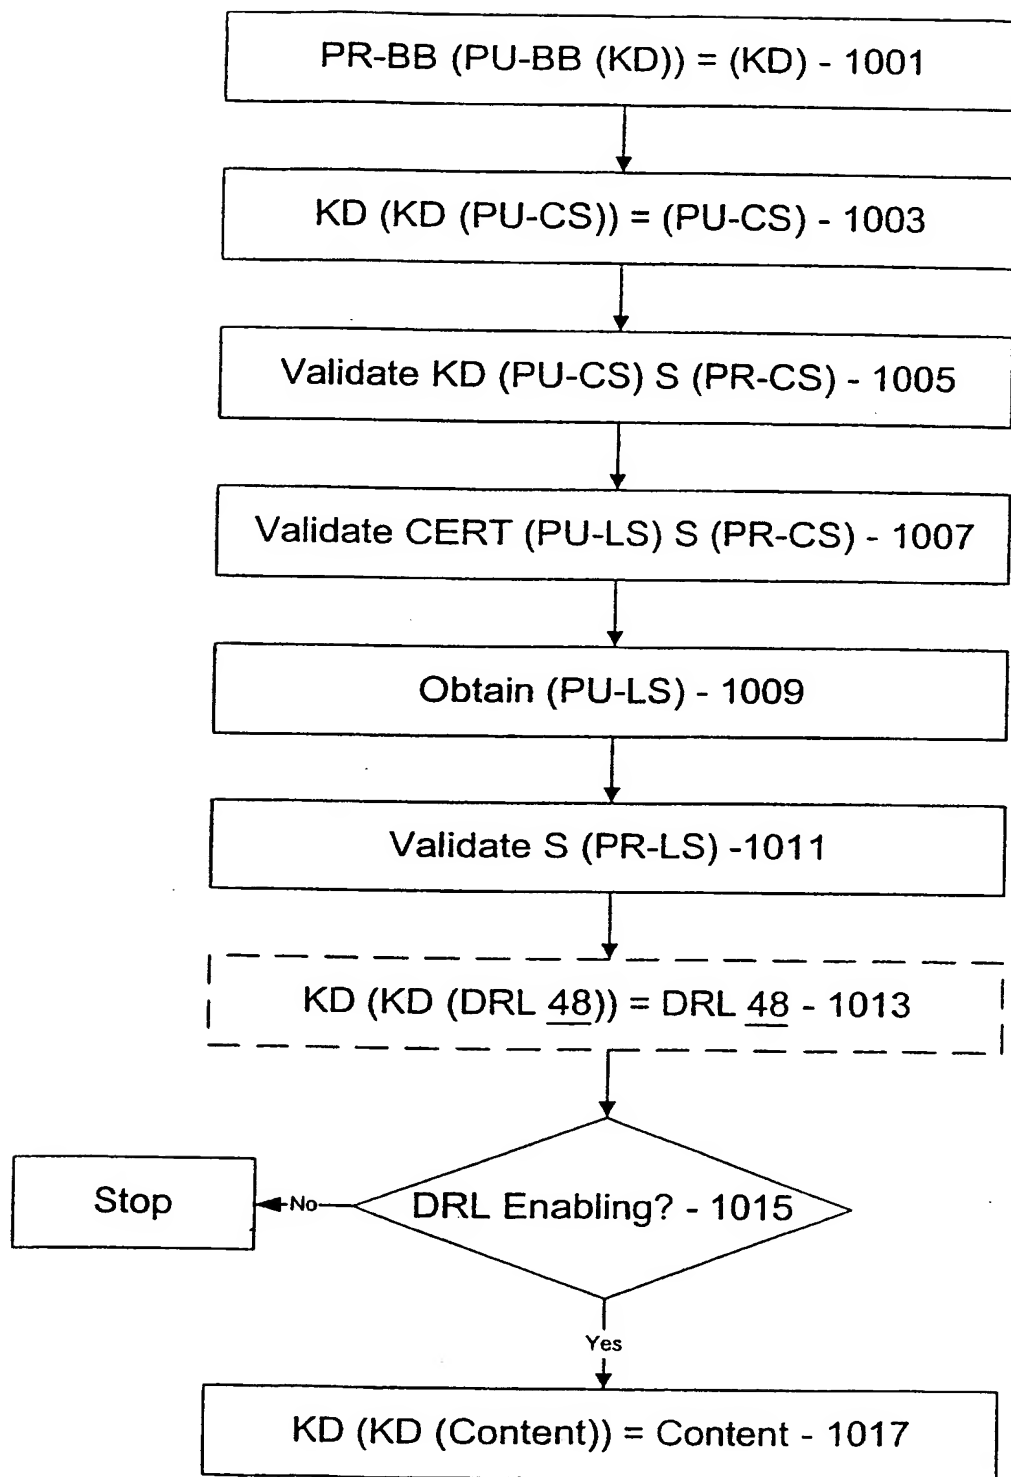 PR-BB (PU-BB (KD)) = (KD) - 1001
KD (KD (PU-CS)) = (PU-CS) - 1003
Validate KD (PU-CS) S (PR-CS) - 1005
Validate CERT (PU-LS) S (PR-CS) - 1007
Obtain (PU-LS) - 1009
Validate S (PR-LS) -1011
KD (KD (DRL 48)) = DRL 48 - 1013
DRL Enabling? - 1015
No
Stop
Yes
KD (KD (Content)) = Content - 1017